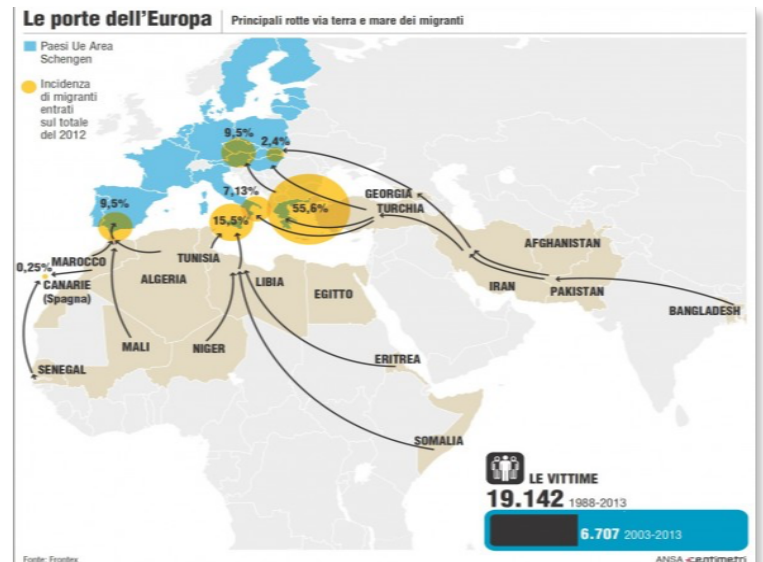 Le porte dell'Europa
Principali rotte via terra e mare dei migranti
Paesi Ue Area
Schengen
Incidenza
di migranti
entrati
sul totale
del 2012
9,5%
2,4%
9,5%
7,13%
15,5%
55,6%
GEORGIA
TURCHIA
0,25%
MAROCCO
CANARIE
(Spagna)
ALGERIA
TUNISIA
LIBIA
EGITTO
AFGHANISTAN
IRAN
PAKISTAN
BANGLADESH
MALI
NIGER
SENEGAL
ERITREA
SOMALIA
LE VITTIME
19.142 1988-2013
6.707 2003-2013
Fonte: Frontex
ANSA centimetri